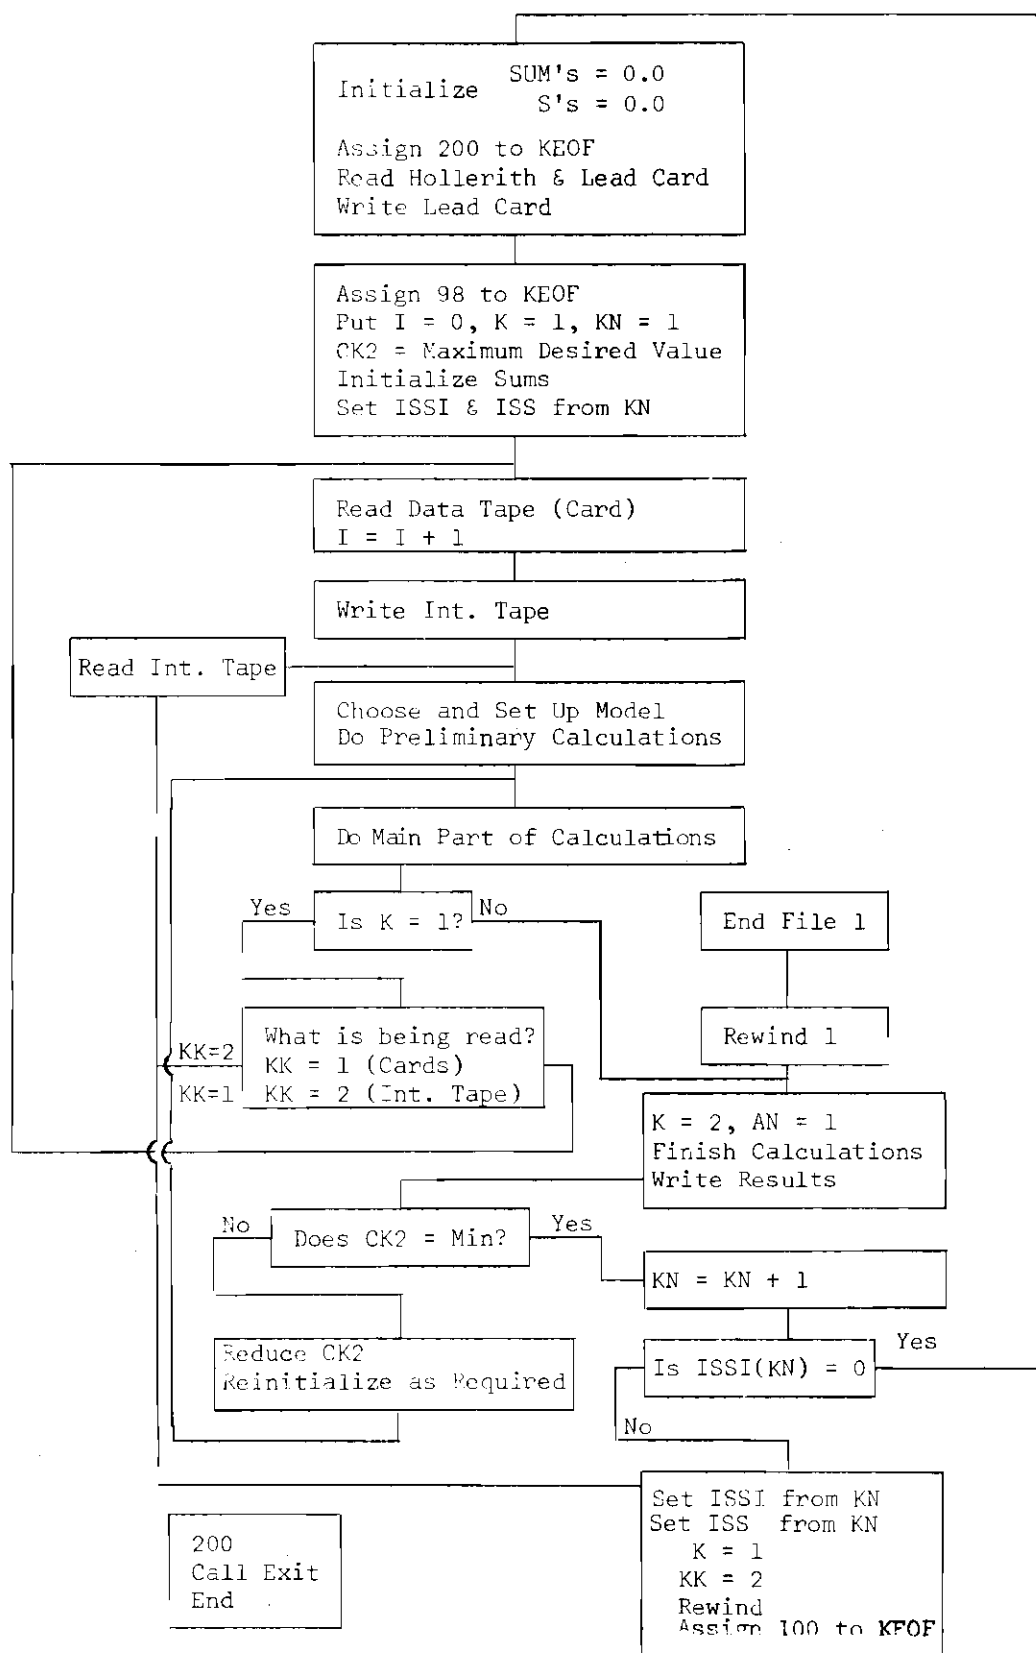 Initialize SUM's = 0.0
S's = 0.0
Assign 200 to KEOF
Read Hollerith & Lead Card
Write Lead Card
Assign 98 to KEOF
Put I = 0, K = 1, KN = 1
CK2 = Maximum Desired Value
Initialize Sums
Set ISSI & ISS from KN
Read Data Tape (Card)
I = I + 1
Write Int. Tape
Read Int. Tape
Choose and Set Up Model
Do Preliminary Calculations
Do Main Part of Calculations
Yes
Is K = 1?
No
End File 1
What is being read?
KK = 1 (Cards)
KK = 2 (Int. Tape)
KK=2
KK=1
Rewind 1
K = 2, AN = 1
Finish Calculations
Write Results
No
Does CK2 = Min?
Yes
KN = KN + 1
Reduce CK2
Reinitialize as Required
Is ISSI(KN) = 0
Yes
No
Set ISSI from KN
Set ISS from KN
K = 1
KK = 2
Rewind
Assign 100 to KEOF
200
Call Exit
End